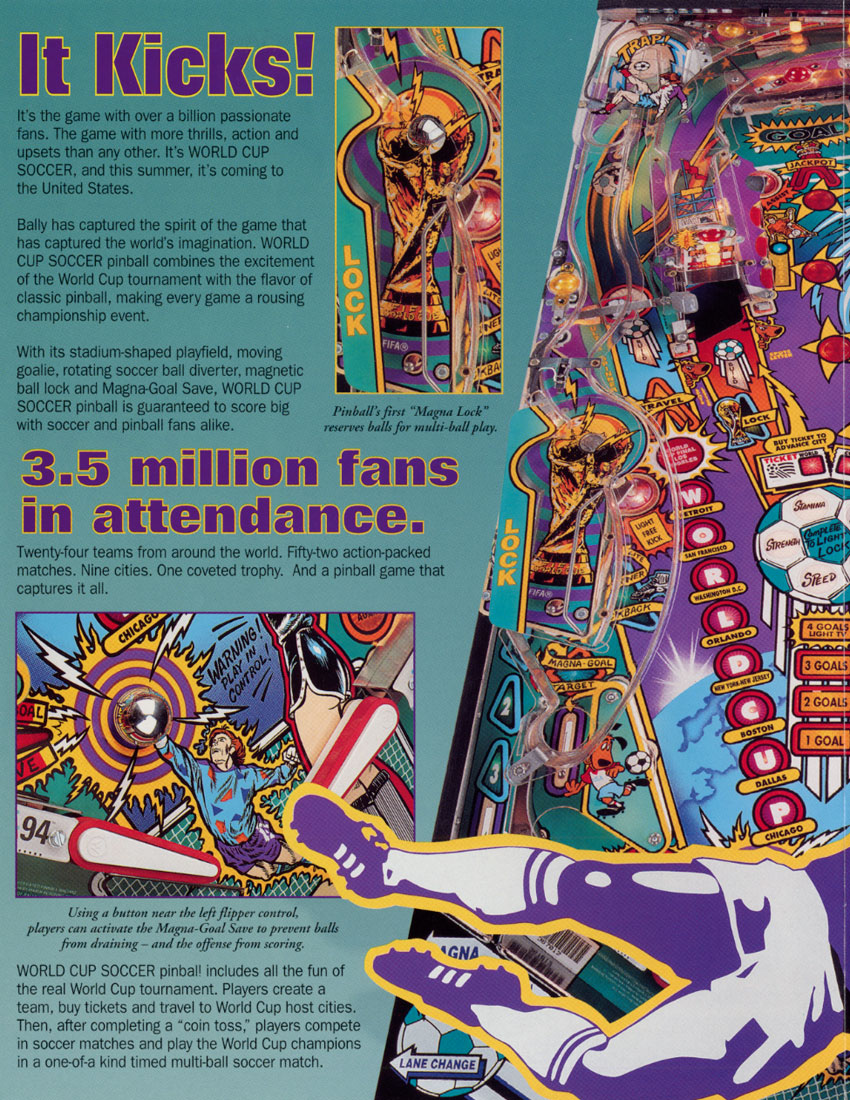 It Kicks!
It's the game with over a billion passionate
fans. The game with more thrills, action and
upsets than any other. It's WORLD CUP
SOCCER, and this summer, it's coming to
the United States.
Bally has captured the spirit of the game that
has captured the world's imagination. WORLD
CUP SOCCER pinball combines the excitement
of the World Cup tournament with the flavor of
classic pinball, making every game a rousing
championship event.
With its stadium-shaped playfield, moving
goalie, rotating soccer ball diverter, magnetic
ball lock and Magna-Goal Save, WORLD CUP
SOCCER pinball is guaranteed to score big
with soccer and pinball fans alike.
LOCK
FIFA®
Pinball's first "Magna Lock"
reserves balls for multi-ball play.
3.5 million fans
in attendance.
Twenty-four teams from around the world. Fifty-two action-packed
matches. Nine cities. One coveted trophy. And a pinball game that
captures it all.
CHICAGO
WARNING!
PLAY IN
CONTROL!
94
Using a button near the left flipper control,
players can activate the Magna-Goal Save to prevent balls
from draining – and the offense from scoring.
WORLD CUP SOCCER pinball! includes all the fun of
the real World Cup tournament. Players create a
team, buy tickets and travel to World Cup host cities.
Then, after completing a "coin toss," players compete
in soccer matches and play the World Cup champions
in a one-of-a kind timed multi-ball soccer match.
TRAP!
GOAL
JACKPOT
TRAVEL
LOCK
BUY TICKET TO
ADVANCE CITY
TICKET
LOCK
FIFA®
LIGHT
FREE
KICK
W
DETROIT
O
SAN FRANCISCO
R
WASHINGTON D.C.
L
ORLANDO
D
NEW YORK-NEW JERSEY
C
BOSTON
U
DALLAS
P
CHICAGO
STAMINA
STRENGTH
COMPLETE
TO LIGHT
LOCK
SPEED
4 GOALS
LIGHT TV
3 GOALS
2 GOALS
1 GOAL
MAGNA-GOAL
TARGET
2
3
LANE CHANGE